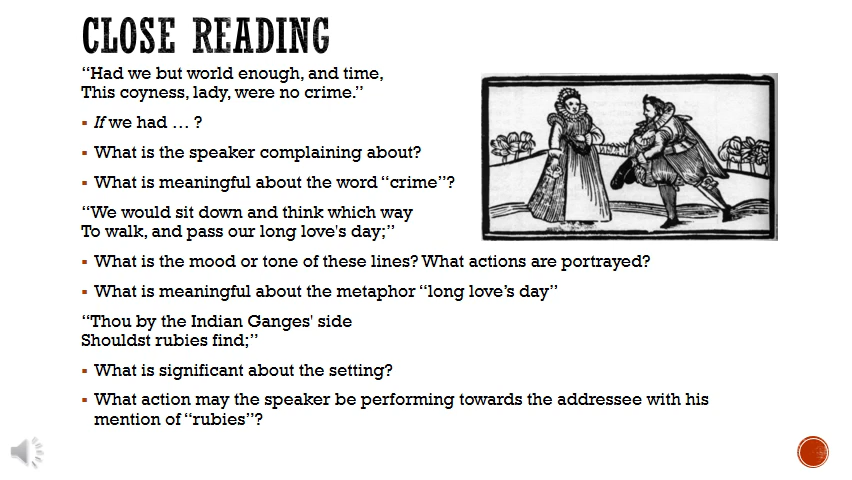 CLOSE READING
“Had we but world enough, and time,
This coyness, lady, were no crime.”
▪ If we had … ?
▪ What is the speaker complaining about?
▪ What is meaningful about the word “crime”?
“We would sit down and think which way
To walk, and pass our long love's day;”
▪ What is the mood or tone of these lines? What actions are portrayed?
▪ What is meaningful about the metaphor “long love’s day”
“Thou by the Indian Ganges' side
Shouldst rubies find;”
▪ What is significant about the setting?
▪ What action may the speaker be performing towards the addressee with his
mention of “rubies”?